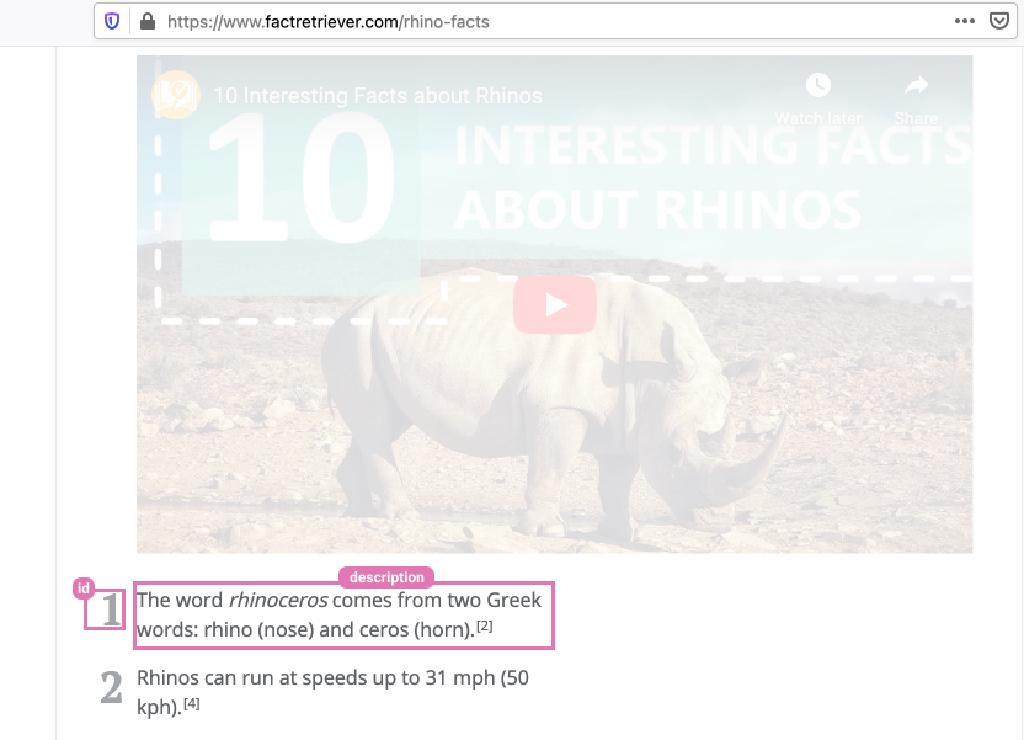 https://www.factretriever.com/rhino-facts
10 Interesting Facts about Rhinos
Watch later
Share
10
INTERESTING FACTS
ABOUT RHINOS
description
id
1
The word rhinoceros comes from two Greek
words: rhino (nose) and ceros (horn).[2]
2
Rhinos can run at speeds up to 31 mph (50
kph).[4]